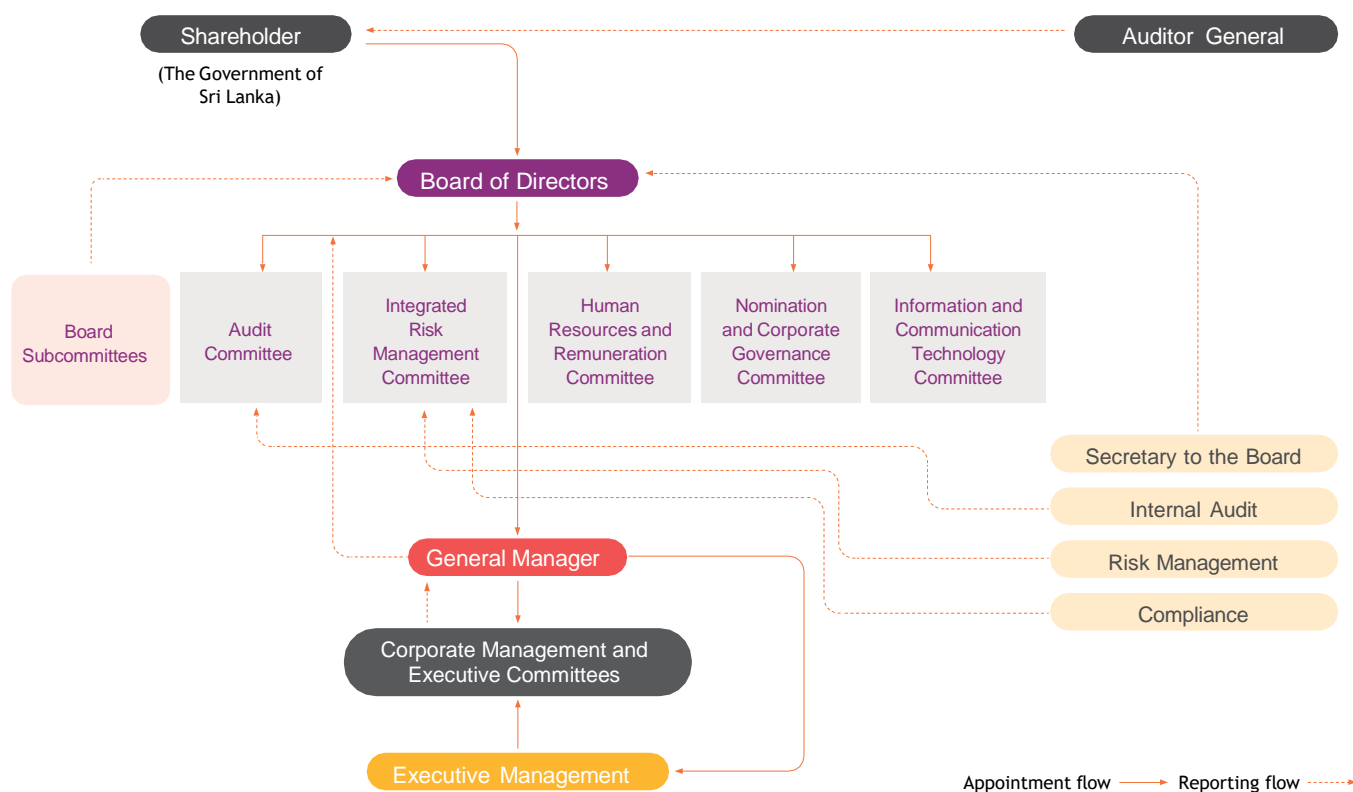 Shareholder
Auditor General
(The Government of
Sri Lanka)
Board of Directors
Board
Subcommittees
Audit
Committee
Integrated
Risk
Management
Committee
Human
Resources and
Remuneration
Committee
Nomination
and Corporate
Governance
Committee
Information and
Communication
Technology
Committee
Secretary to the Board
Internal Audit
Risk Management
Compliance
General Manager
Corporate Management and
Executive Committees
Executive Management
Appointment flow
Reporting flow